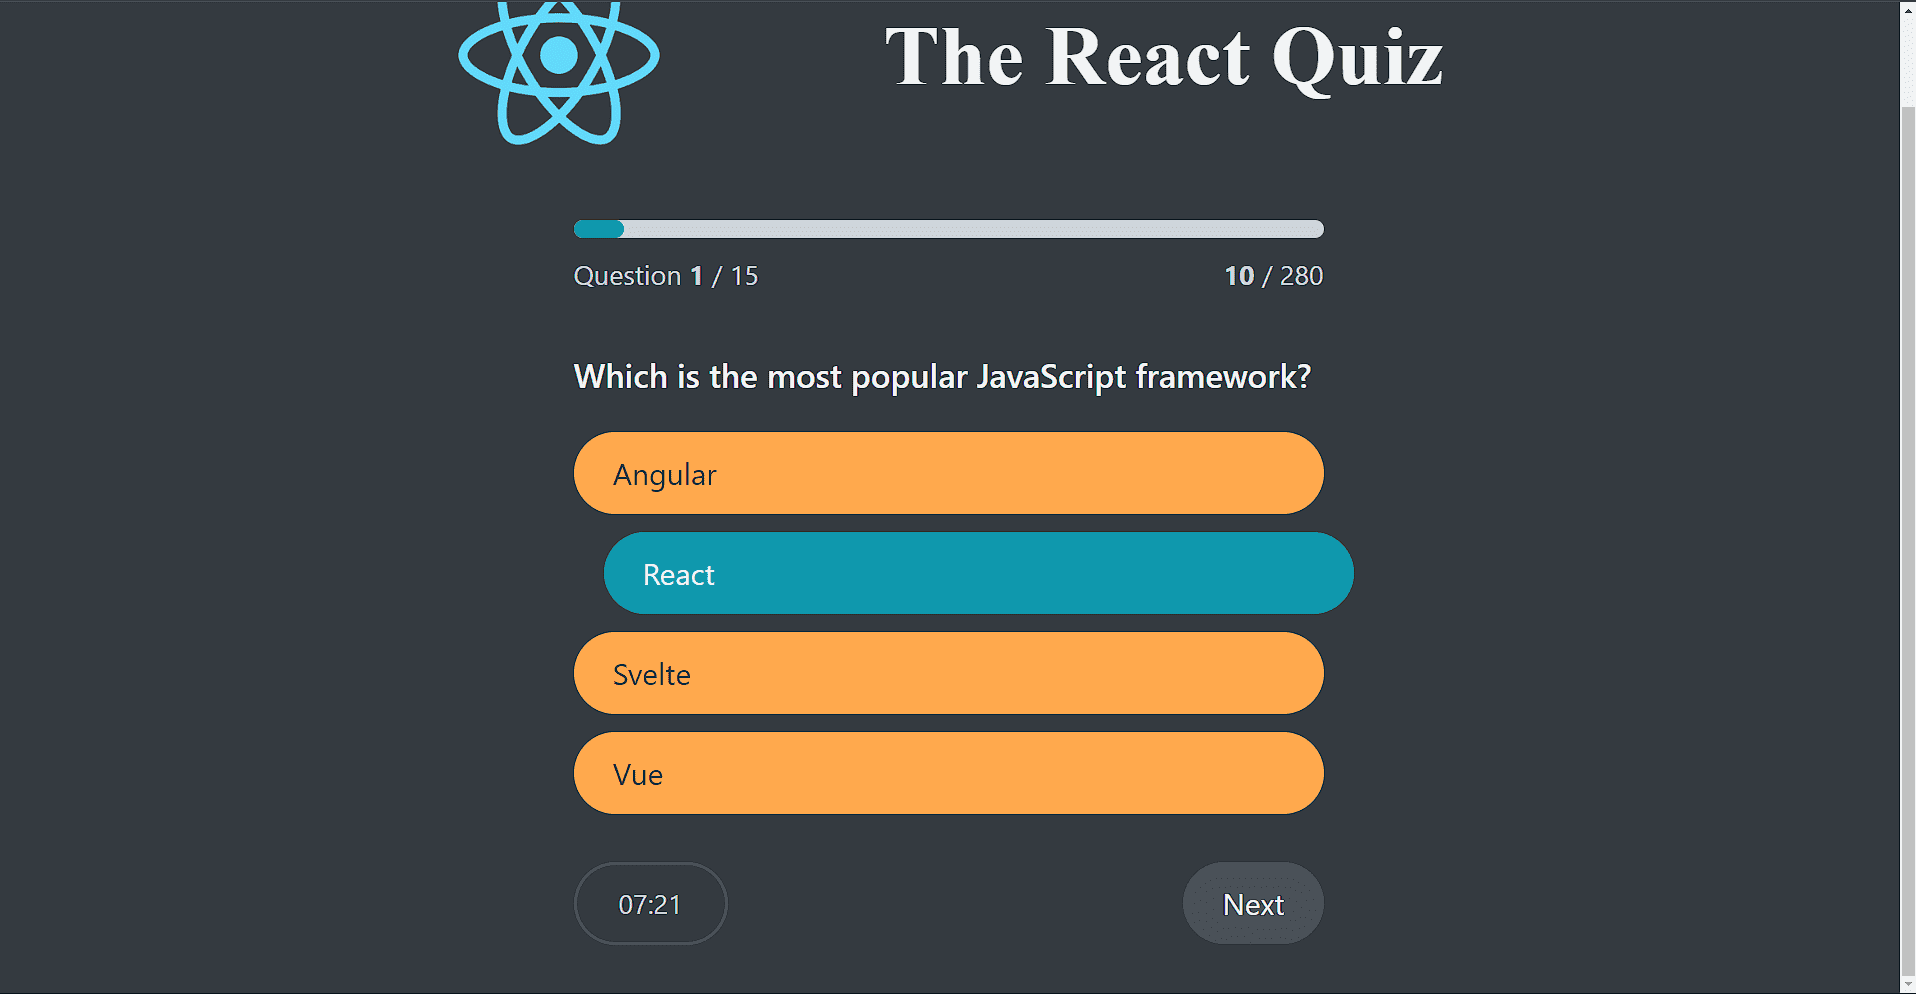 The React Quiz
Question 1 / 15
10 / 280
Which is the most popular JavaScript framework?
Angular
React
Svelte
Vue
07:21
Next